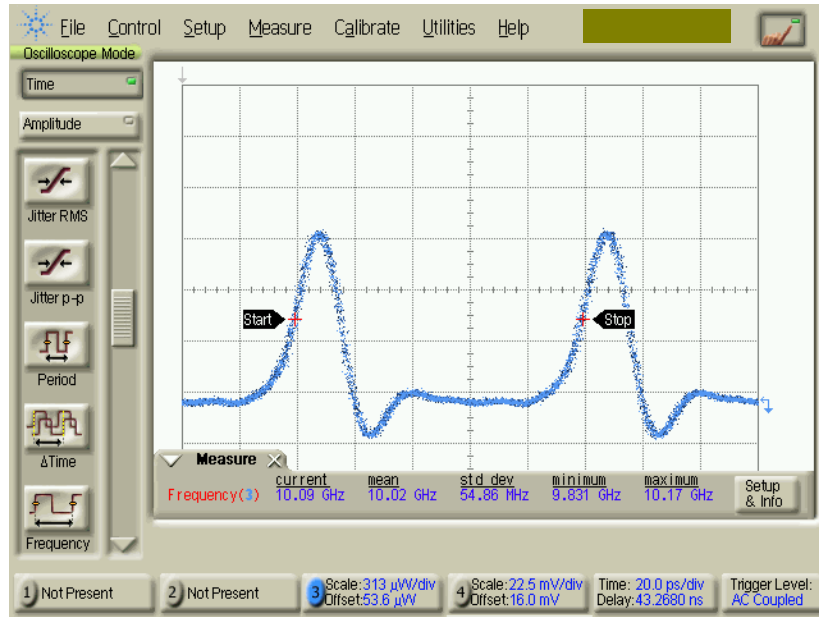 File Control Setup Measure Calibrate Utilities Help
Oscilloscope Mode
Time
Amplitude
Jitter RMS
Jitter p-p
Period
ΔTime
Frequency
Start
Stop
Measure
current mean std dev minimum maximum
Frequency(3) 10.09 GHz 10.02 GHz 54.86 MHz 9.831 GHz 10.17 GHz
Setup
& Info
1 Not Present
2 Not Present
3 Scale:313 μW/div
Offset:53.6 μW
4 Scale:22.5 mV/div
Offset:16.0 mV
Time: 20.0 ps/div
Delay:43.2680 ns
Trigger Level:
AC Coupled